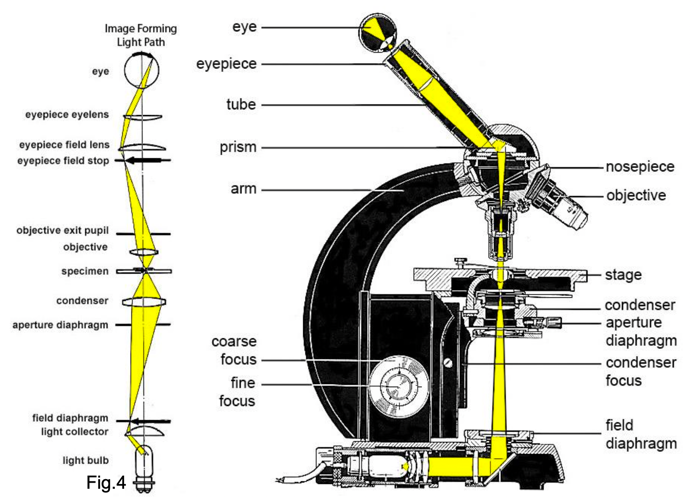 Image Forming
Light Path
eye
eyepiece eyelens
eyepiece field lens
eyepiece field stop
objective exit pupil
objective
specimen
condenser
aperture diaphragm
field diaphragm
light collector
light bulb
Fig.4
eye
eyepiece
tube
prism
arm
coarse
focus
fine
focus
nosepiece
objective
stage
condenser
aperture
diaphragm
condenser
focus
field
diaphragm